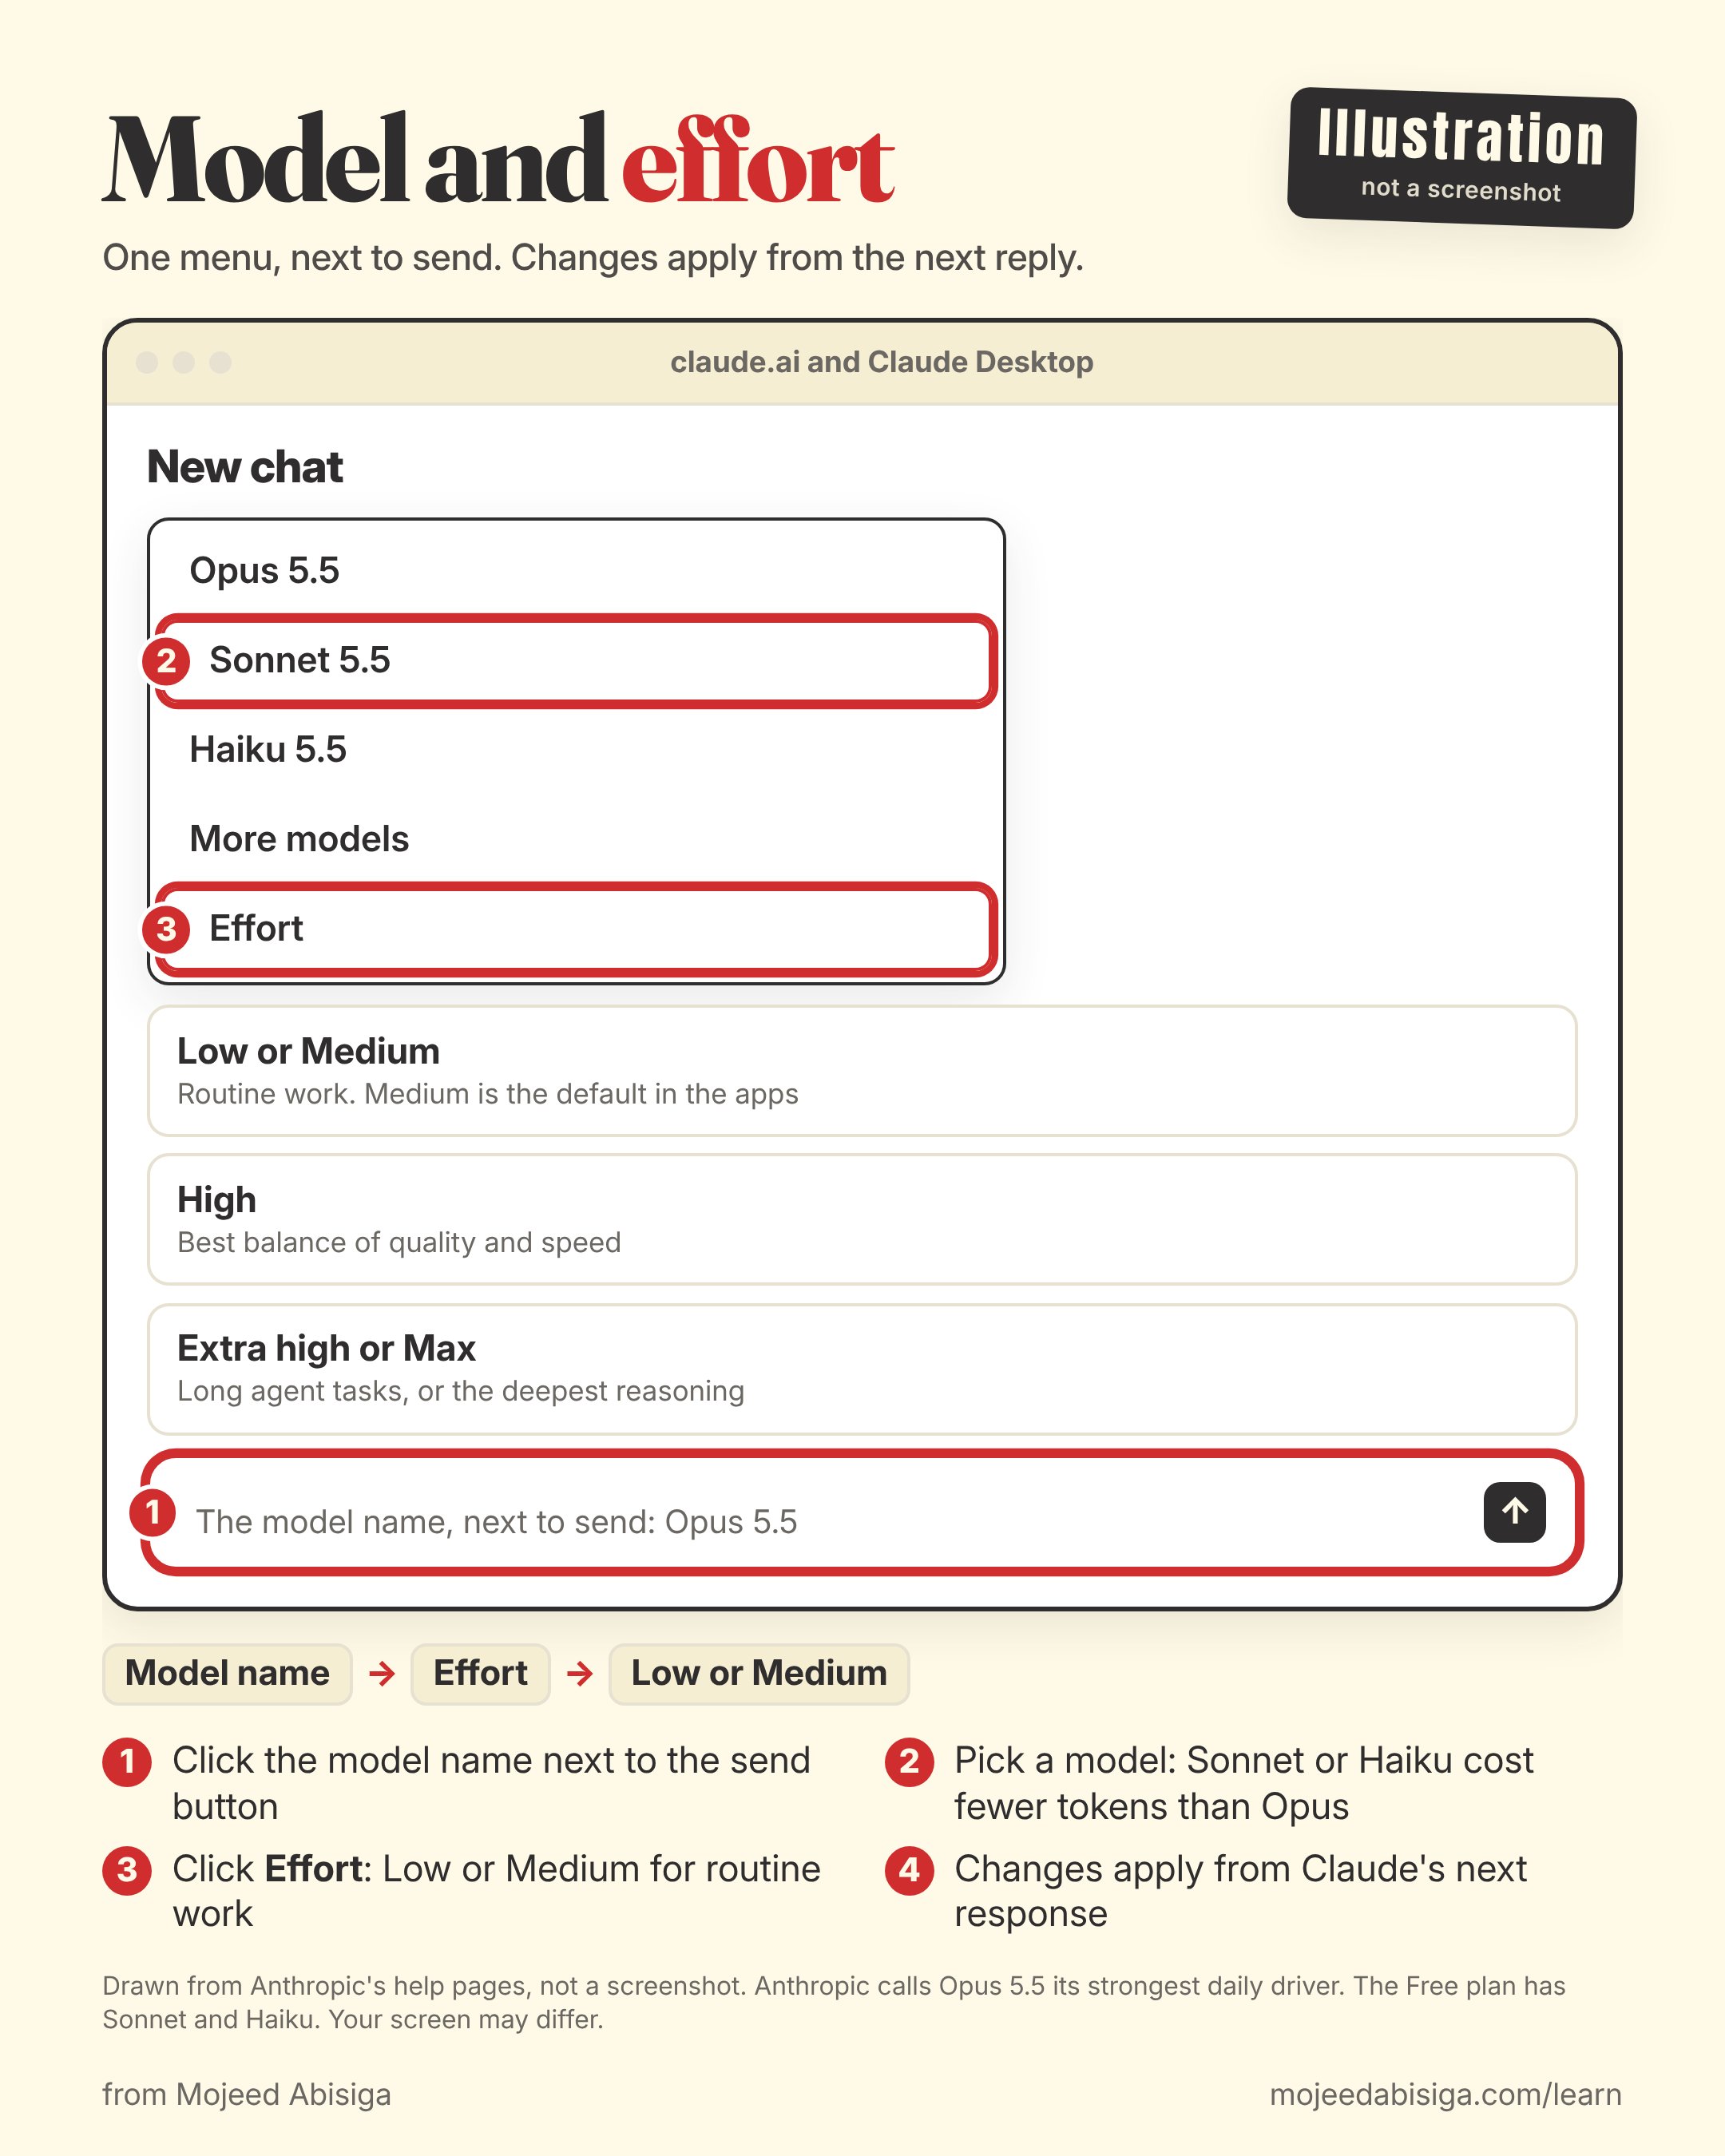 Model and effort
Illustration
not a screenshot
One menu, next to send. Changes apply from the next reply.
claude.ai and Claude Desktop
New chat
Opus 5.5
2 Sonnet 5.5
Haiku 5.5
More models
3 Effort
Low or Medium
Routine work. Medium is the default in the apps
High
Best balance of quality and speed
Extra high or Max
Long agent tasks, or the deepest reasoning
1 The model name, next to send: Opus 5.5 ↑
Model name → Effort → Low or Medium
1 Click the model name next to the send
button
2 Pick a model: Sonnet or Haiku cost
fewer tokens than Opus
3 Click Effort: Low or Medium for routine
work
4 Changes apply from Claude's next
response
Drawn from Anthropic's help pages, not a screenshot. Anthropic calls Opus 5.5 its strongest daily driver. The Free plan has
Sonnet and Haiku. Your screen may differ.
from Mojeed Abisiga
mojeedabisiga.com/learn